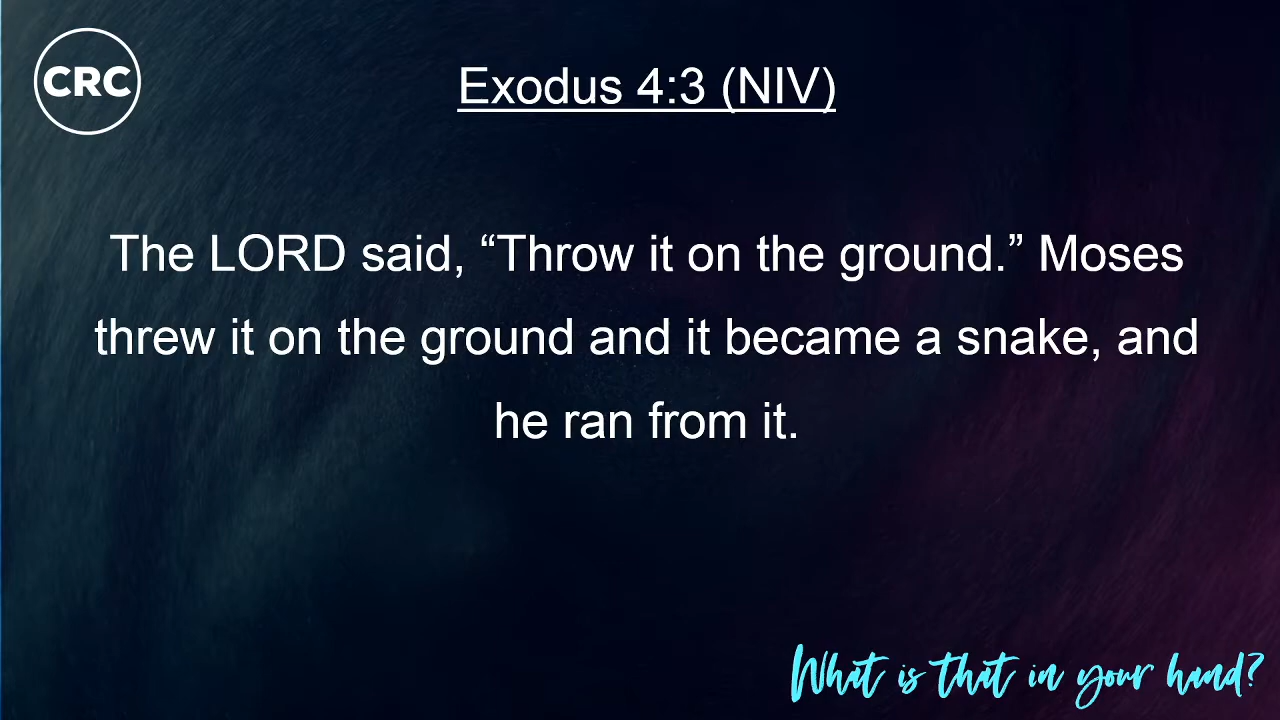 CRC
Exodus 4:3 (NIV)
The LORD said, “Throw it on the ground.” Moses
threw it on the ground and it became a snake, and
he ran from it.
What is that in your hand?